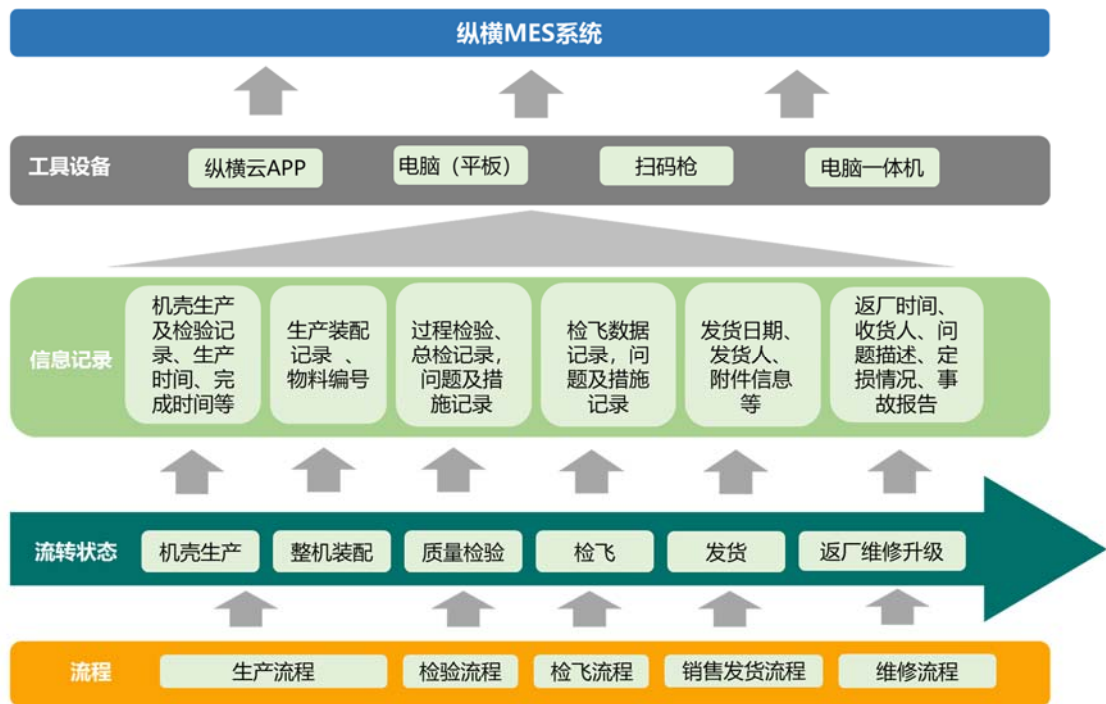 纵横MES系统
工具设备
纵横云APP
电脑（平板）
扫码枪
电脑一体机
信息记录
机壳生产
及检验记
录、生产
时间、完
成时间等
生产装配
记录 、
物料编号
过程检验、
总检记录，
问题及措
施记录
检飞数据
记录，问
题及措施
记录
发货日期、
发货人、
附件信息
等
返厂时间、
收货人、问
题描述、定
损情况、事
故报告
流转状态
机壳生产
整机装配
质量检验
检飞
发货
返厂维修升级
流程
生产流程
检验流程
检飞流程
销售发货流程
维修流程